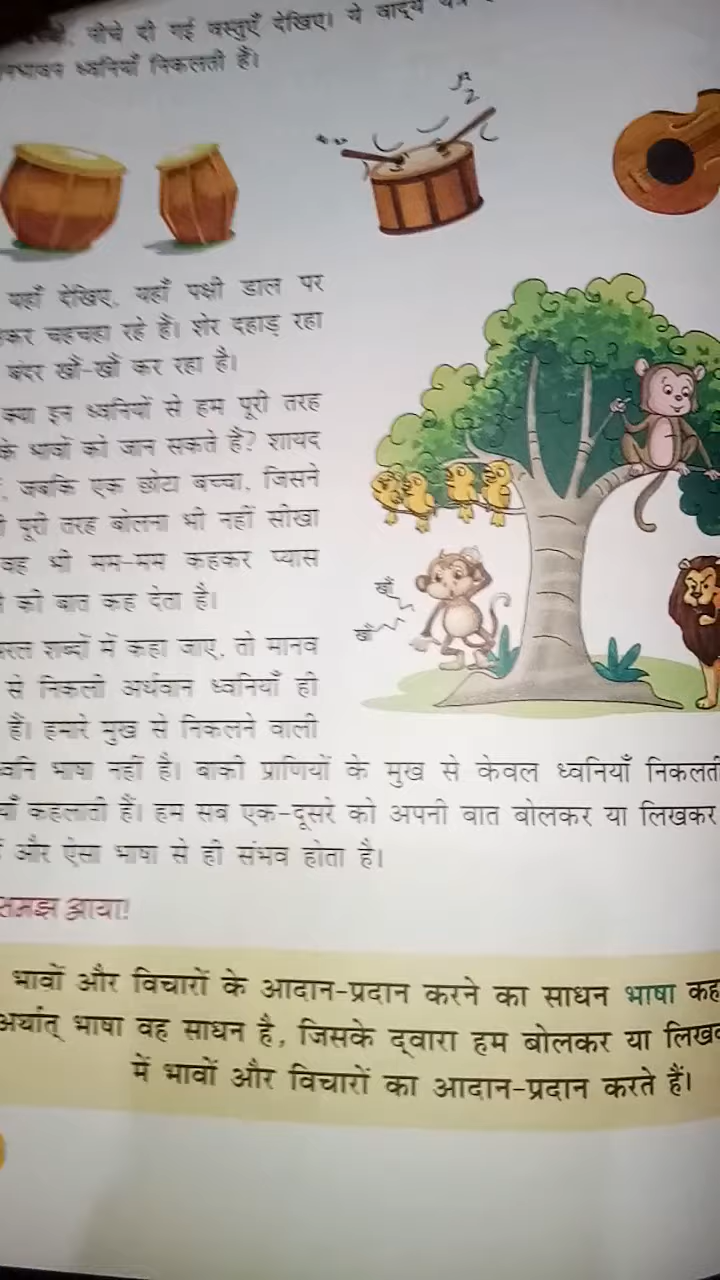 नीचे दी गई वस्तुएँ देखिए। ये वाद्य
ध्वनियाँ निकलती हैं।
यहाँ देखिए, यहाँ पक्षी डाल पर
चहचहा रहे हैं। शेर दहाड़ रहा
बंदर खौं-खौं कर रहा है।
क्या इन ध्वनियों से हम पूरी तरह
के भावों को जान सकते हैं? शायद
जबकि एक छोटा बच्चा, जिसने
पूरी तरह बोलना भी नहीं सीखा
वह भी मम-मम कहकर प्यास
की बात कह देता है।
शब्दों में कहा जाए, तो मानव
से निकली अर्थवान ध्वनियाँ ही
हैं। हमारे मुख से निकलने वाली
भाषा नहीं है। बाकी प्राणियों के मुख से केवल ध्वनियाँ निकलती
कहलाती हैं। हम सब एक-दूसरे को अपनी बात बोलकर या लिखकर
और ऐसा भाषा से ही संभव होता है।
खौं
खौं
समझ आया!
भावों और विचारों के आदान-प्रदान करने का साधन भाषा कह
अर्थात् भाषा वह साधन है, जिसके द्वारा हम बोलकर या लिखक
में भावों और विचारों का आदान-प्रदान करते हैं।